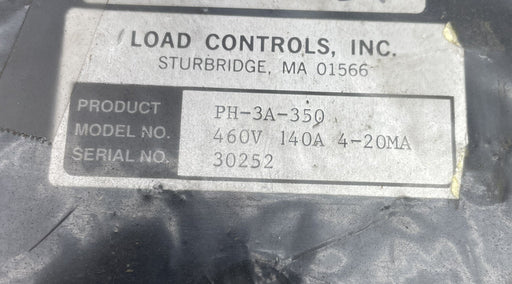 LOAD CONTROLS, INC.
STURBRIDGE, MA 01566
PRODUCT PH-3A-350
MODEL NO. 460V 140A 4-20MA
SERIAL NO. 30252